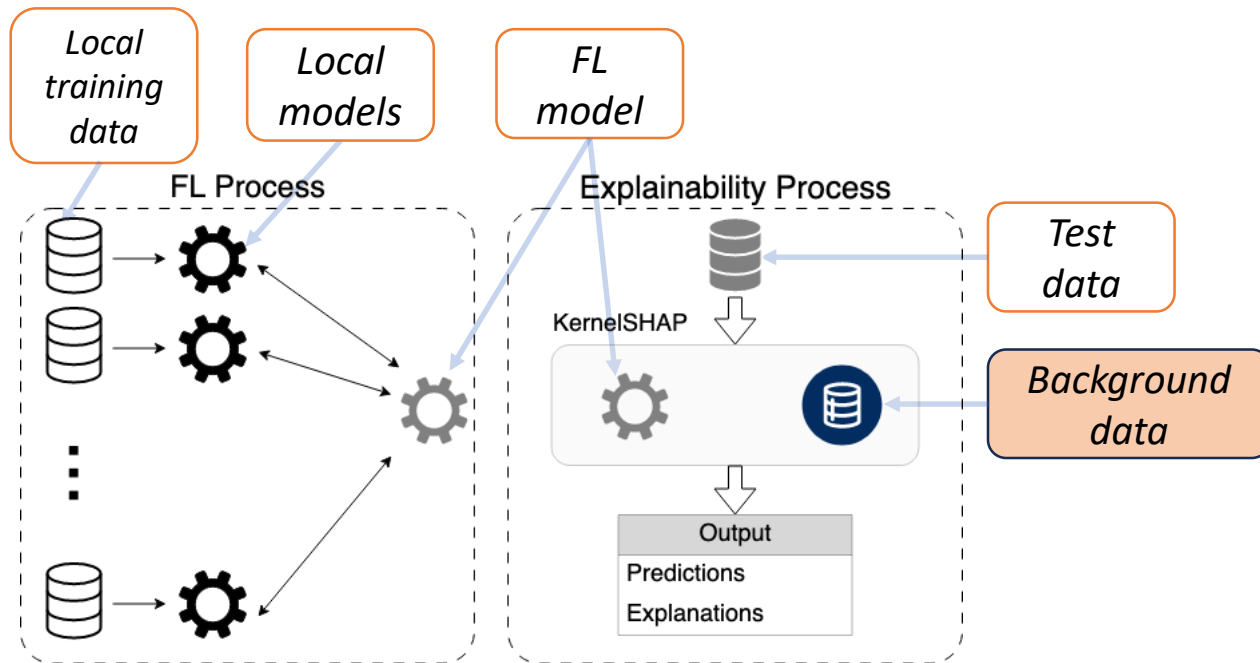 Local
training
data
Local
models
FL
model
FL Process
Explainability Process
Test
data
KernelSHAP
Background
data
Output
Predictions
Explanations